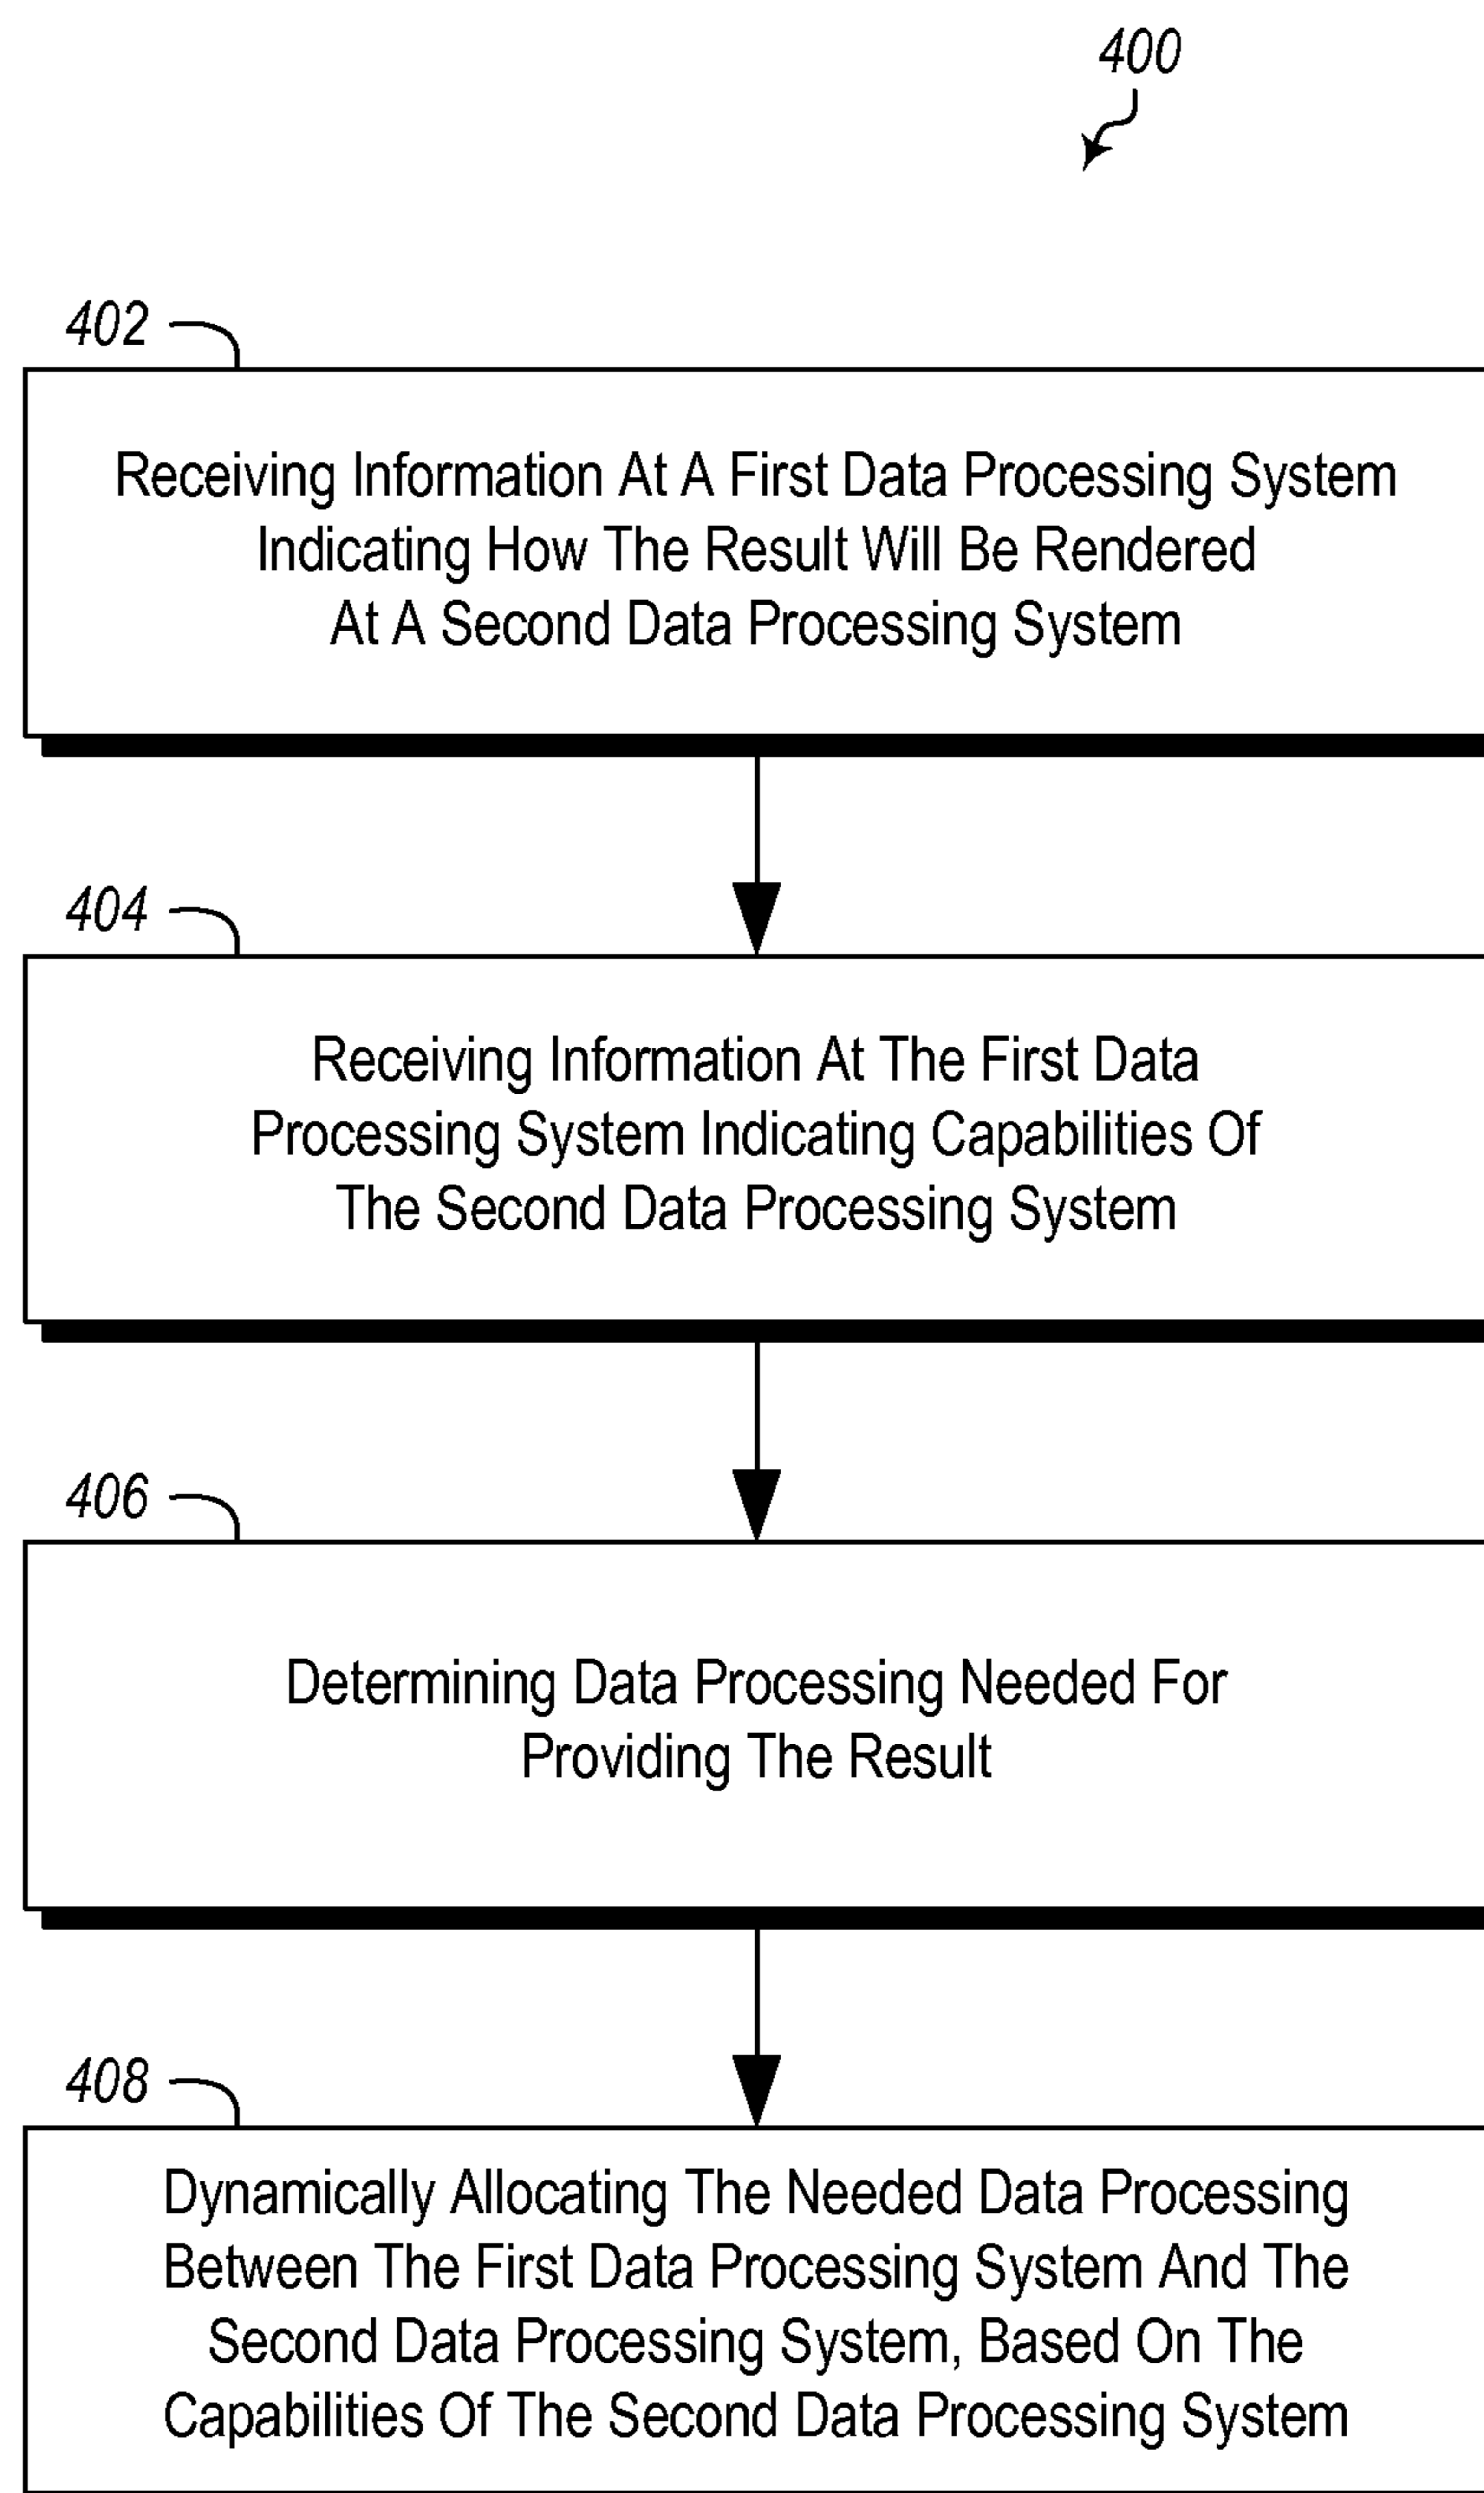 400
402
Receiving Information At A First Data Processing System
Indicating How The Result Will Be Rendered
At A Second Data Processing System
404
Receiving Information At The First Data
Processing System Indicating Capabilities Of
The Second Data Processing System
406
Determining Data Processing Needed For
Providing The Result
408
Dynamically Allocating The Needed Data Processing
Between The First Data Processing System And The
Second Data Processing System, Based On The
Capabilities Of The Second Data Processing System